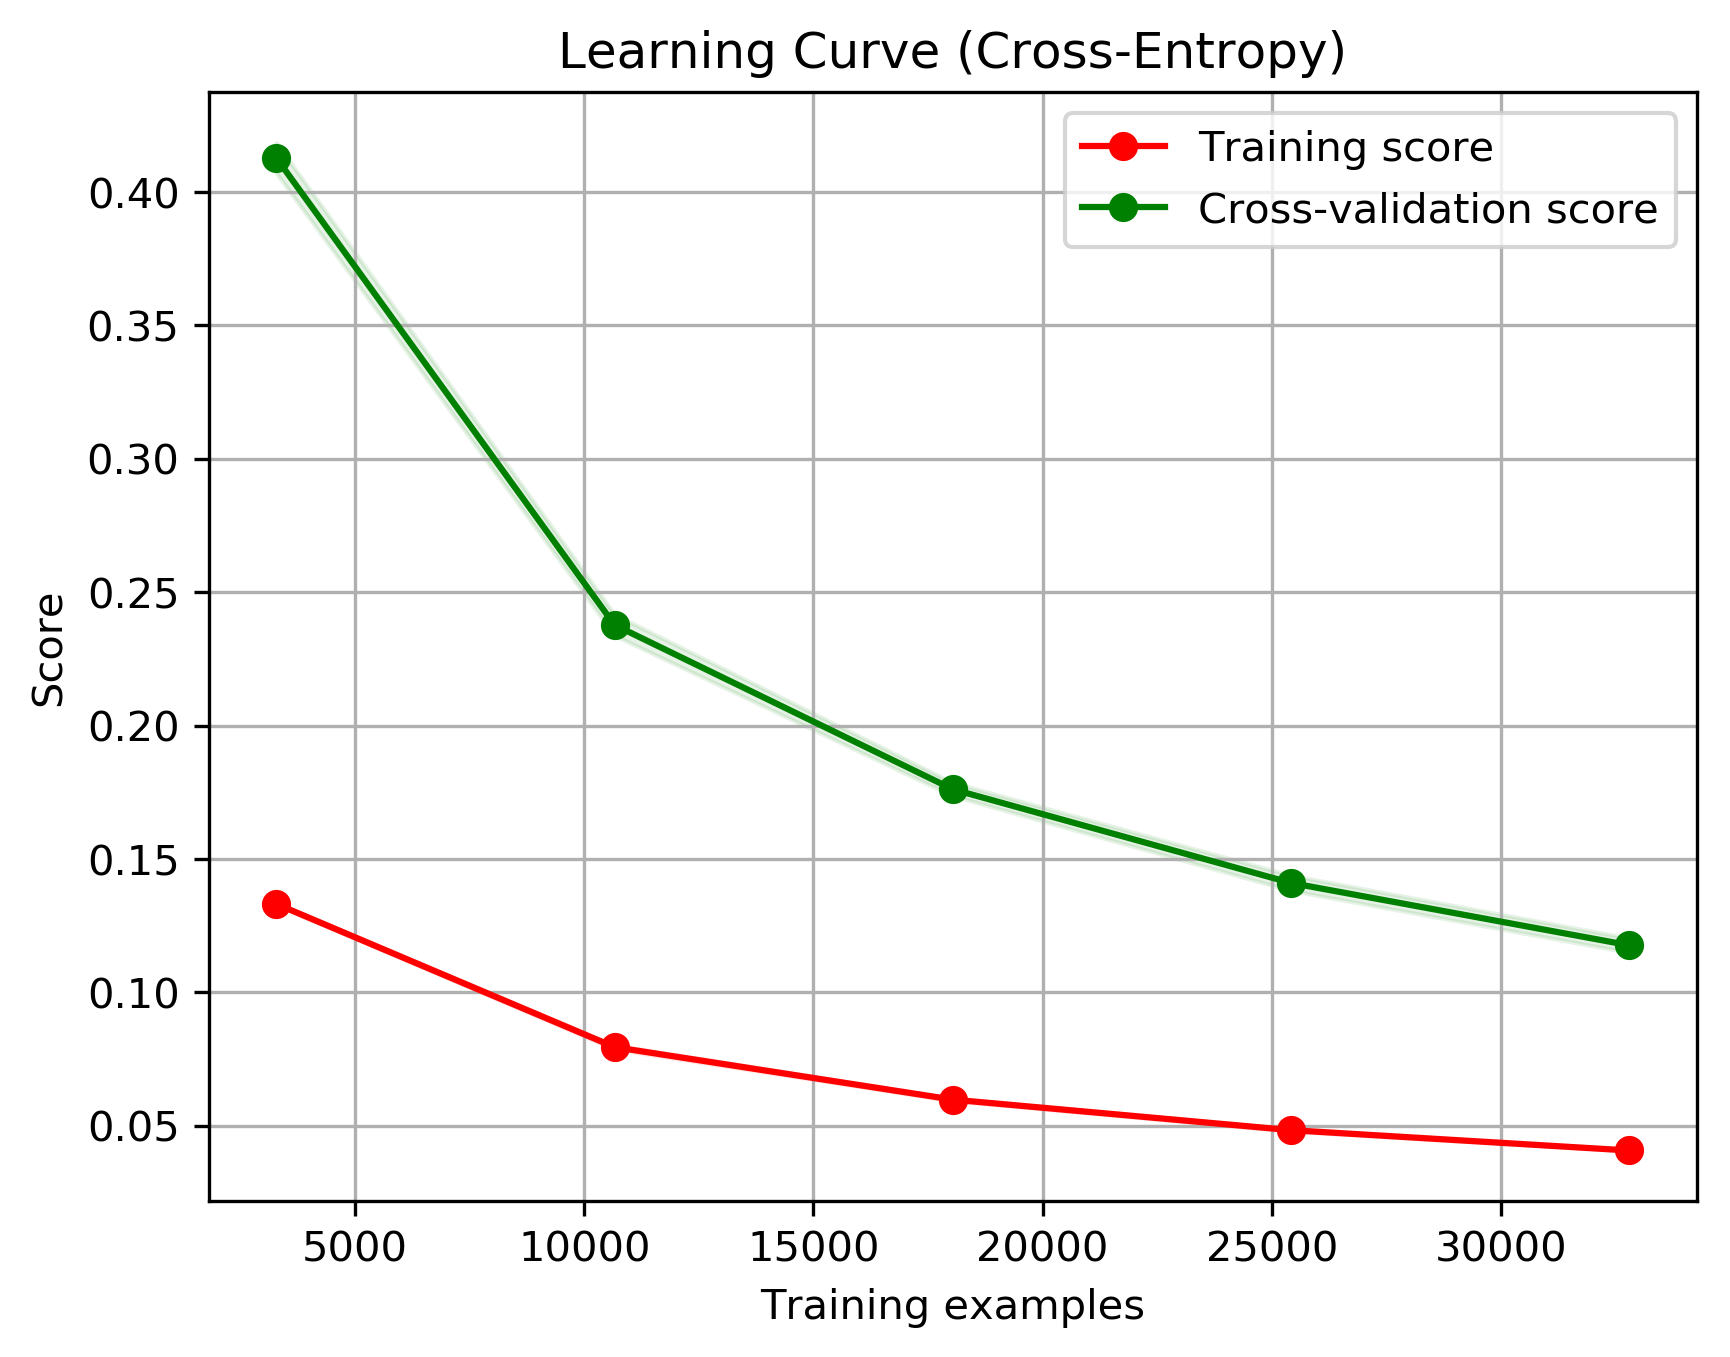 Learning Curve (Cross-Entropy)
Training score
Cross-validation score
0.40
0.35
0.30
0.25
0.20
0.15
0.10
0.05
Score
5000 10000 15000 20000 25000 30000
Training examples